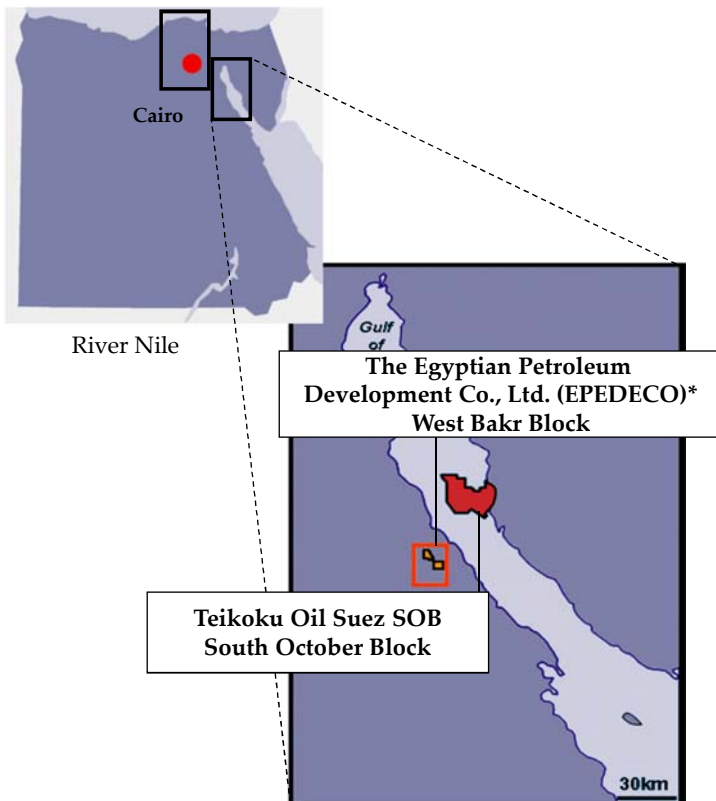 Cairo
River Nile
Gulf
of
The Egyptian Petroleum
Development Co., Ltd. (EPEDECO)*
West Bakr Block
Teikoku Oil Suez SOB
South October Block
30km